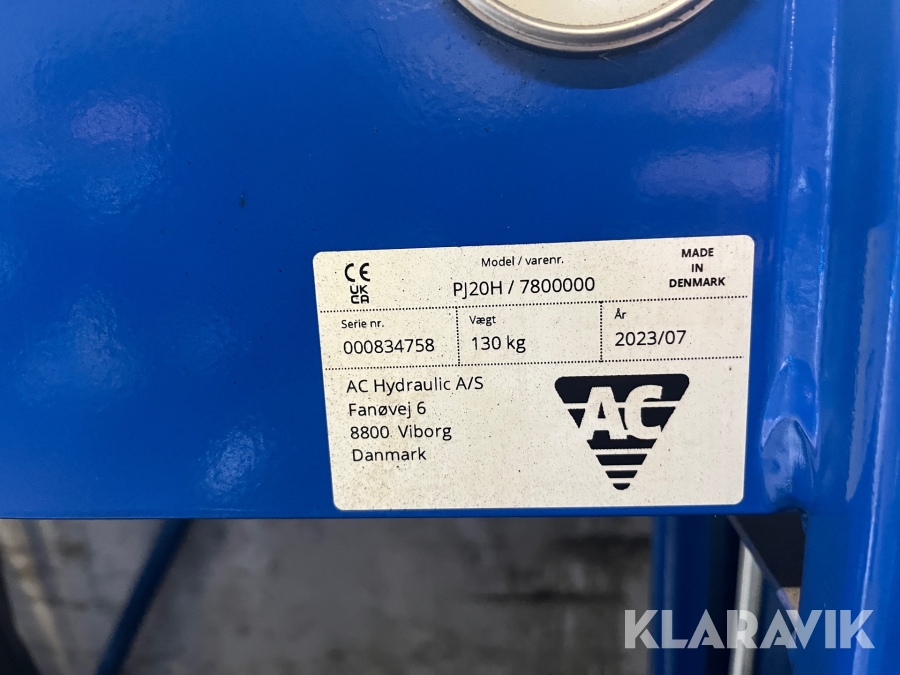 CE
UK
CA
Model / varenr.
PJ20H / 7800000
MADE
IN
DENMARK
Serie nr.
000834758
Vægt
130 kg
År
2023/07
AC Hydraulic A/S
Fanøvej 6
8800 Viborg
Danmark
AC
KLARAVIK